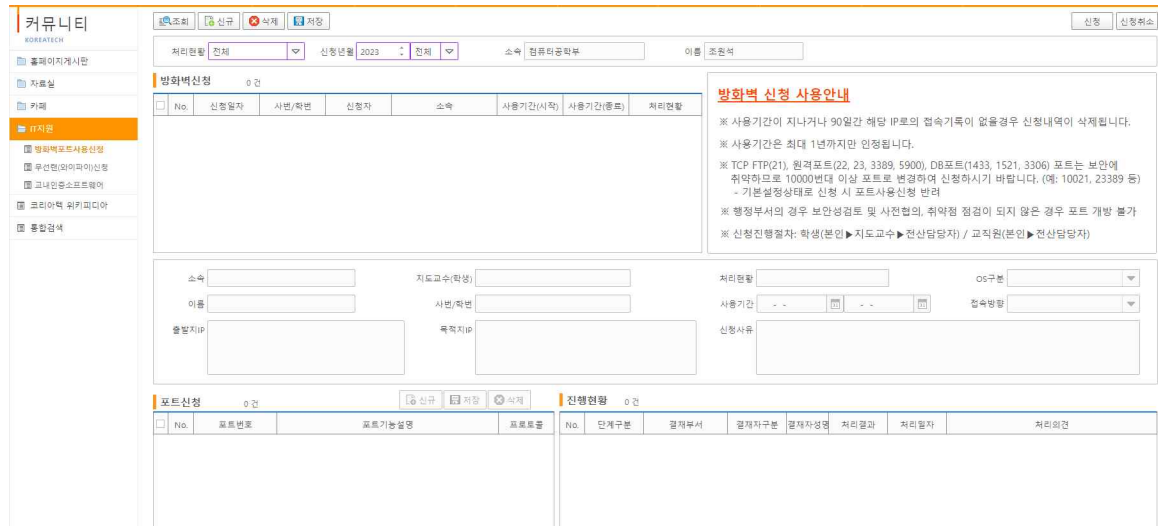 커뮤니티
KOREATECH
홈페이지게시판
자료실
카페
IT지원
방화벽포트사용신청
무선랜(와이파이)신청
교내인증소프트웨어
코리아텍 위키피디아
통합검색
조회 신규 삭제 저장 신청 신청취소
처리현황 전체 신청년월 2023 전체 소속 컴퓨터공학부 이름 조원석
방화벽신청 0 건
No. 신청일자 사번/학번 신청자 소속 사용기간(시작) 사용기간(종료) 처리현황
방화벽 신청 사용안내
※ 사용기간이 지나거나 90일간 해당 IP로의 접속기록이 없을경우 신청내역이 삭제됩니다.
※ 사용기간은 최대 1년까지만 인정됩니다.
※ TCP FTP(21), 원격포트(22, 23, 3389, 5900), DB포트(1433, 1521, 3306) 포트는 보안에
취약하므로 10000번대 이상 포트로 변경하여 신청하시기 바랍니다. (예: 10021, 23389 등)
- 기본설정상태로 신청 시 포트사용신청 반려
※ 행정부서의 경우 보안성검토 및 사전협의, 취약점 점검이 되지 않은 경우 포트 개방 불가
※ 신청진행절차: 학생(본인▶지도교수▶전산담당자) / 교직원(본인▶전산담당자)
소속 지도교수(학생) 처리현황 OS구분
이름 사번/학번 사용기간 - - - - 접속방향
출발지IP 목적지IP 신청사유
포트신청 0 건 신규 저장 삭제
No. 포트번호 포트기능설명 프로토콜
진행현황 0 건
No. 단계구분 결재부서 결재자구분 결재자성명 처리결과 처리일자 처리의견